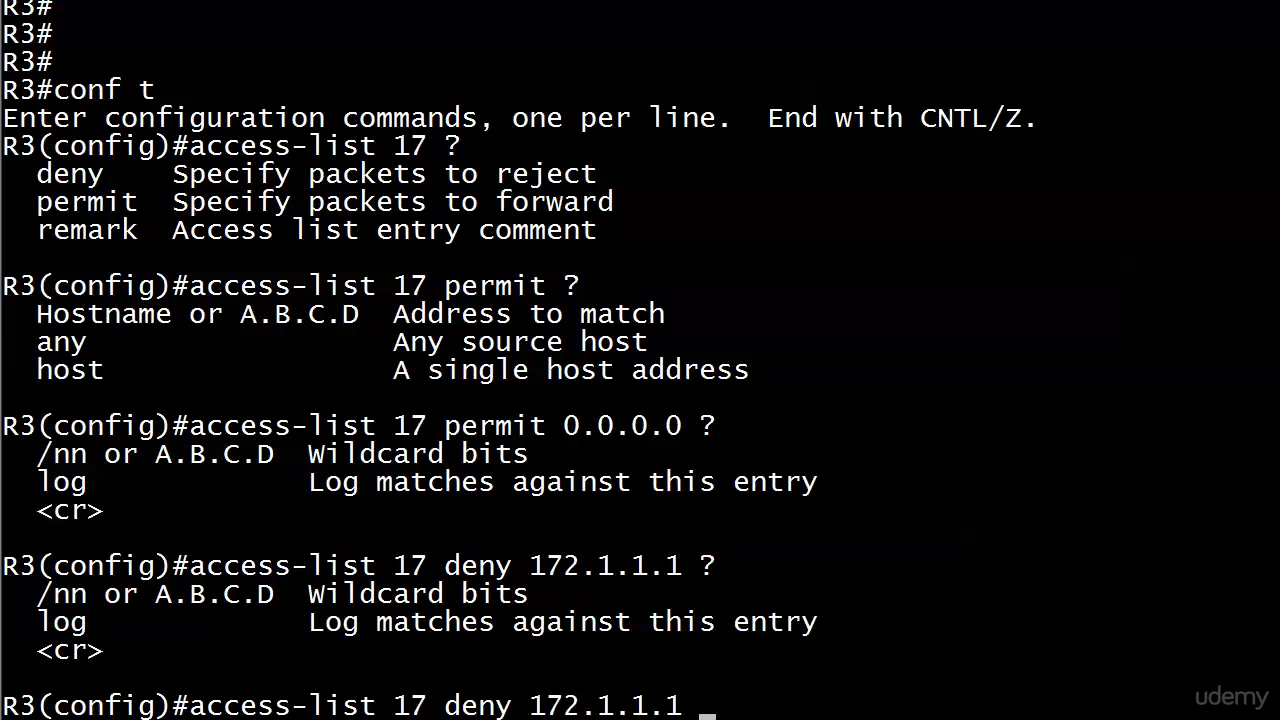 R3#
R3#
R3#
R3#conf t
Enter configuration commands, one per line.  End with CNTL/Z.
R3(config)#access-list 17 ?
  deny    Specify packets to reject
  permit  Specify packets to forward
  remark  Access list entry comment

R3(config)#access-list 17 permit ?
  Hostname or A.B.C.D  Address to match
  any                  Any source host
  host                 A single host address

R3(config)#access-list 17 permit 0.0.0.0 ?
  /nn or A.B.C.D  Wildcard bits
  log             Log matches against this entry
  <cr>

R3(config)#access-list 17 deny 172.1.1.1 ?
  /nn or A.B.C.D  Wildcard bits
  log             Log matches against this entry
  <cr>

R3(config)#access-list 17 deny 172.1.1.1 _
udemy